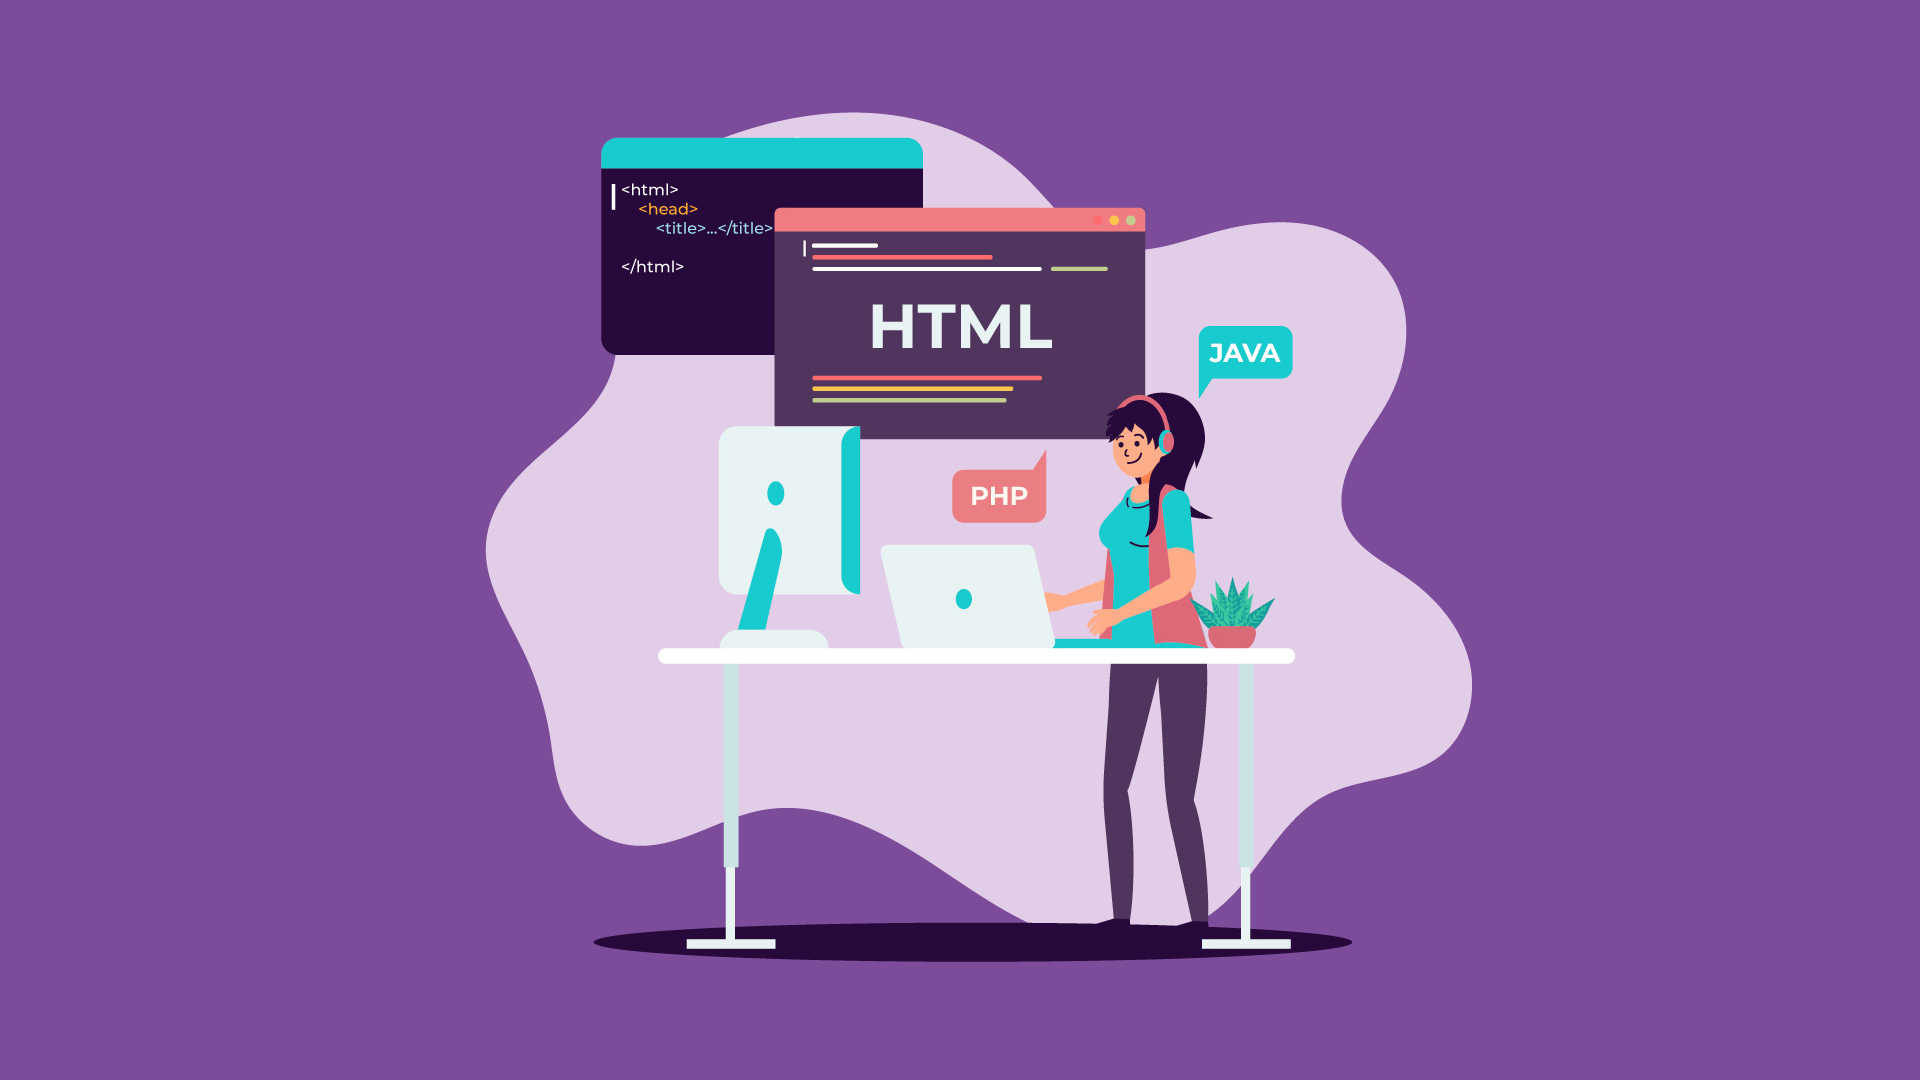 <html>
<head>
<title>...</title>
</html>
HTML
JAVA
PHP